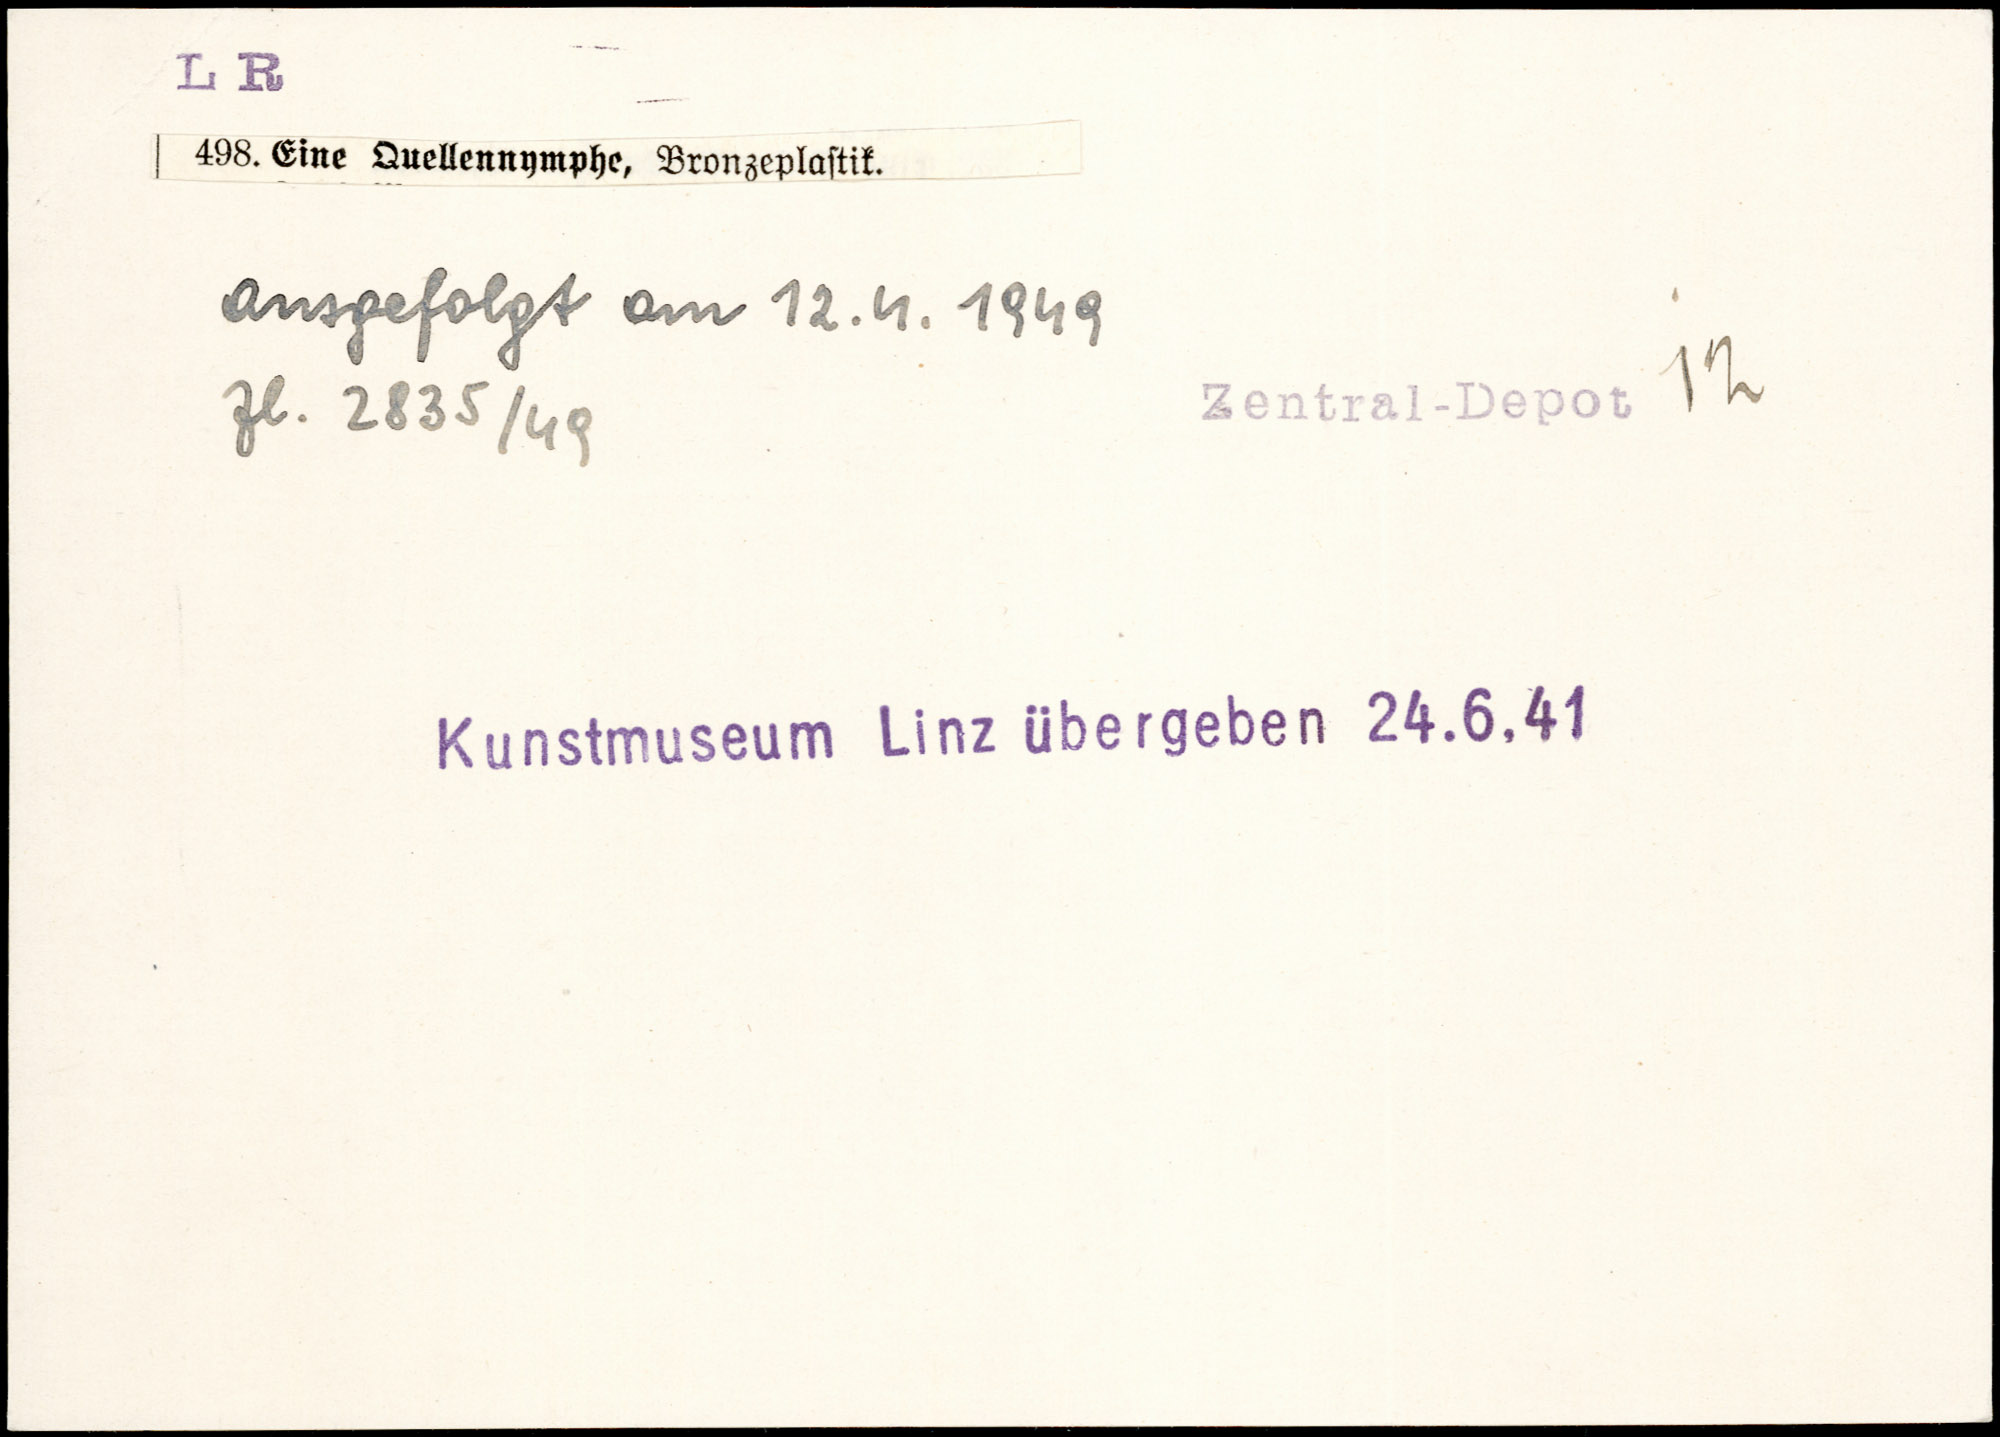 L R
498. Eine Quellennymphe, Bronzeplastik.
ausgefolgt am 12.4.1949
Zl. 2835/49
Zentral-Depot 12
Kunstmuseum Linz übergeben 24.6.41